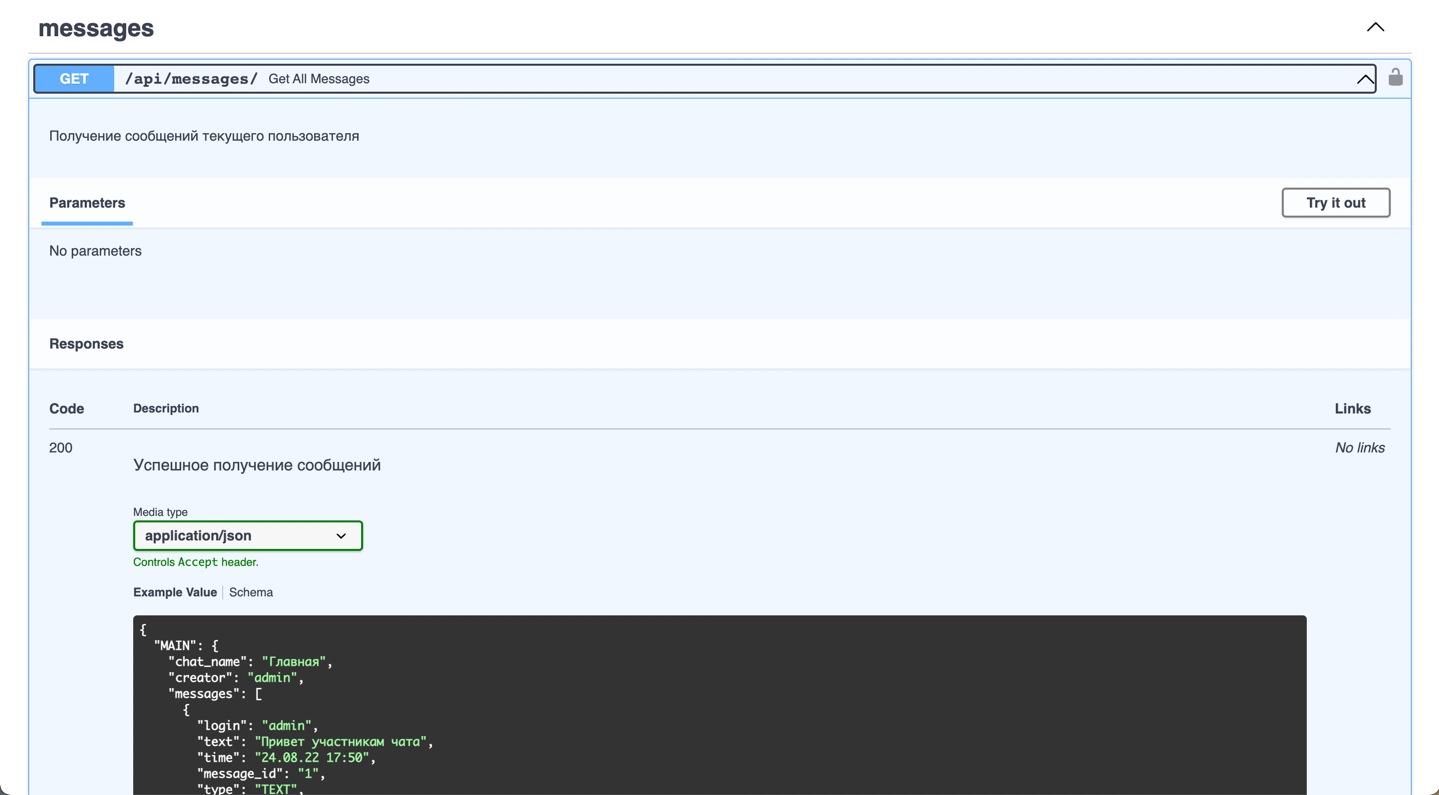 messages
GET /api/messages/ Get All Messages
Получение сообщений текущего пользователя
Parameters Try it out
No parameters
Responses
Code Description Links
200 No links
Успешное получение сообщений
Media type
application/json
Controls Accept header.
Example Value Schema
{
"MAIN": {
"chat_name": "Главная",
"creator": "admin",
"messages": [
{
"login": "admin",
"text": "Привет участникам чата",
"time": "24.08.22 17:50",
"message_id": "1",
"type": "TEXT",